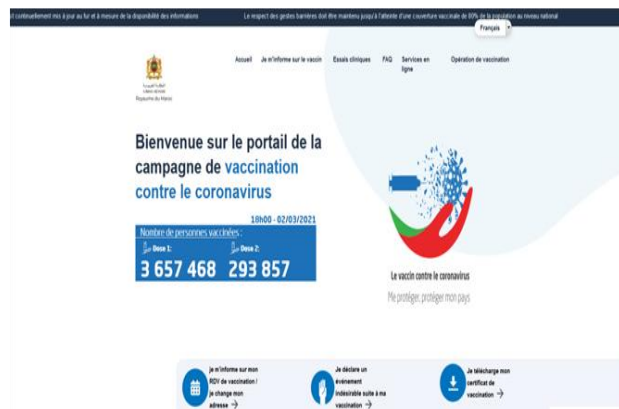 t continuellement mis à jour au fur et à mesure de la disponibilité des informations
Le respect des gestes barrières doit être maintenu jusqu'à l'atteinte d'une couverture vaccinale de 80% de la population au niveau national
Français
Royaume du Maroc
Accueil
Je m'informe sur le vaccin
Essais cliniques
FAQ
Services en
ligne
Opération de vaccination
Bienvenue sur le portail de la
campagne de vaccination
contre le coronavirus
18h00 - 02/03/2021
Nombre de personnes vaccinées :
Dose 1:
Dose 2:
3 657 468
293 857
Le vaccin contre le coronavirus
Me protéger, protéger mon pays
je m'informe sur mon
RDV de vaccination /
je change mon
adresse →
Je déclare un
évènement
indésirable suite à ma
vaccination →
Je télécharge mon
certificat de
vaccination →